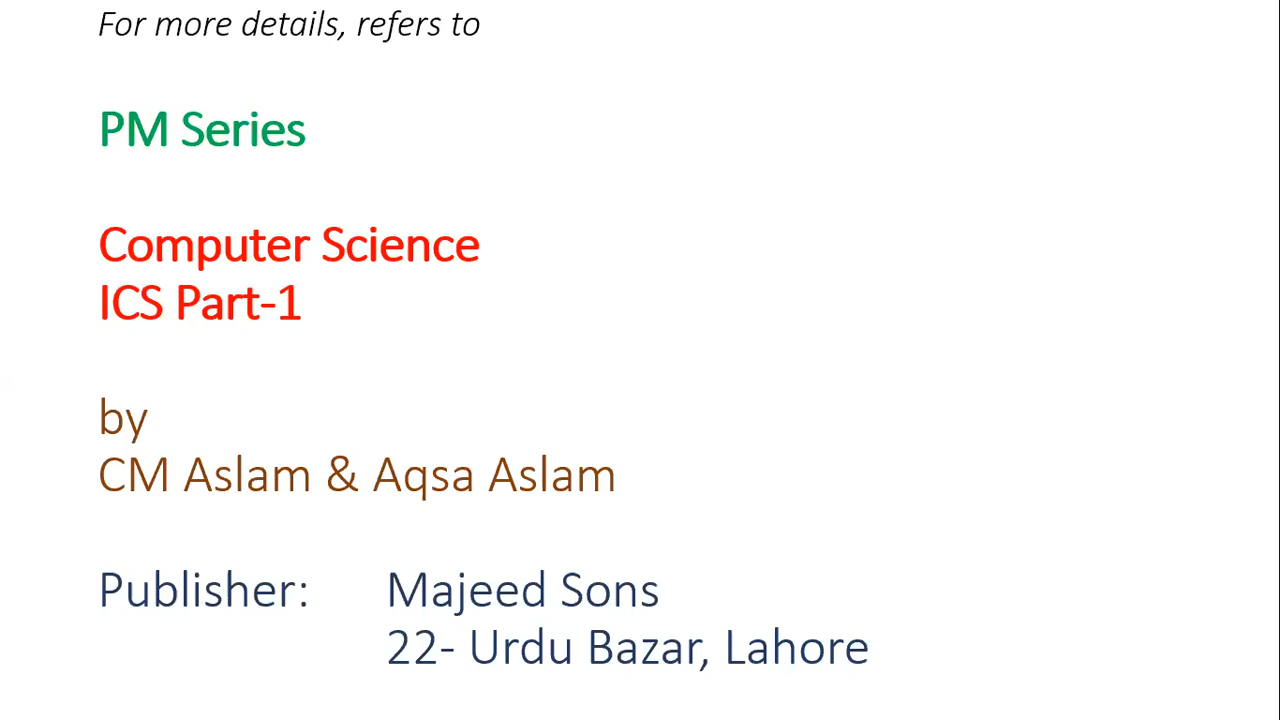 For more details, refers to
PM Series
Computer Science
ICS Part-1
by
CM Aslam & Aqsa Aslam
Publisher: Majeed Sons
22- Urdu Bazar, Lahore